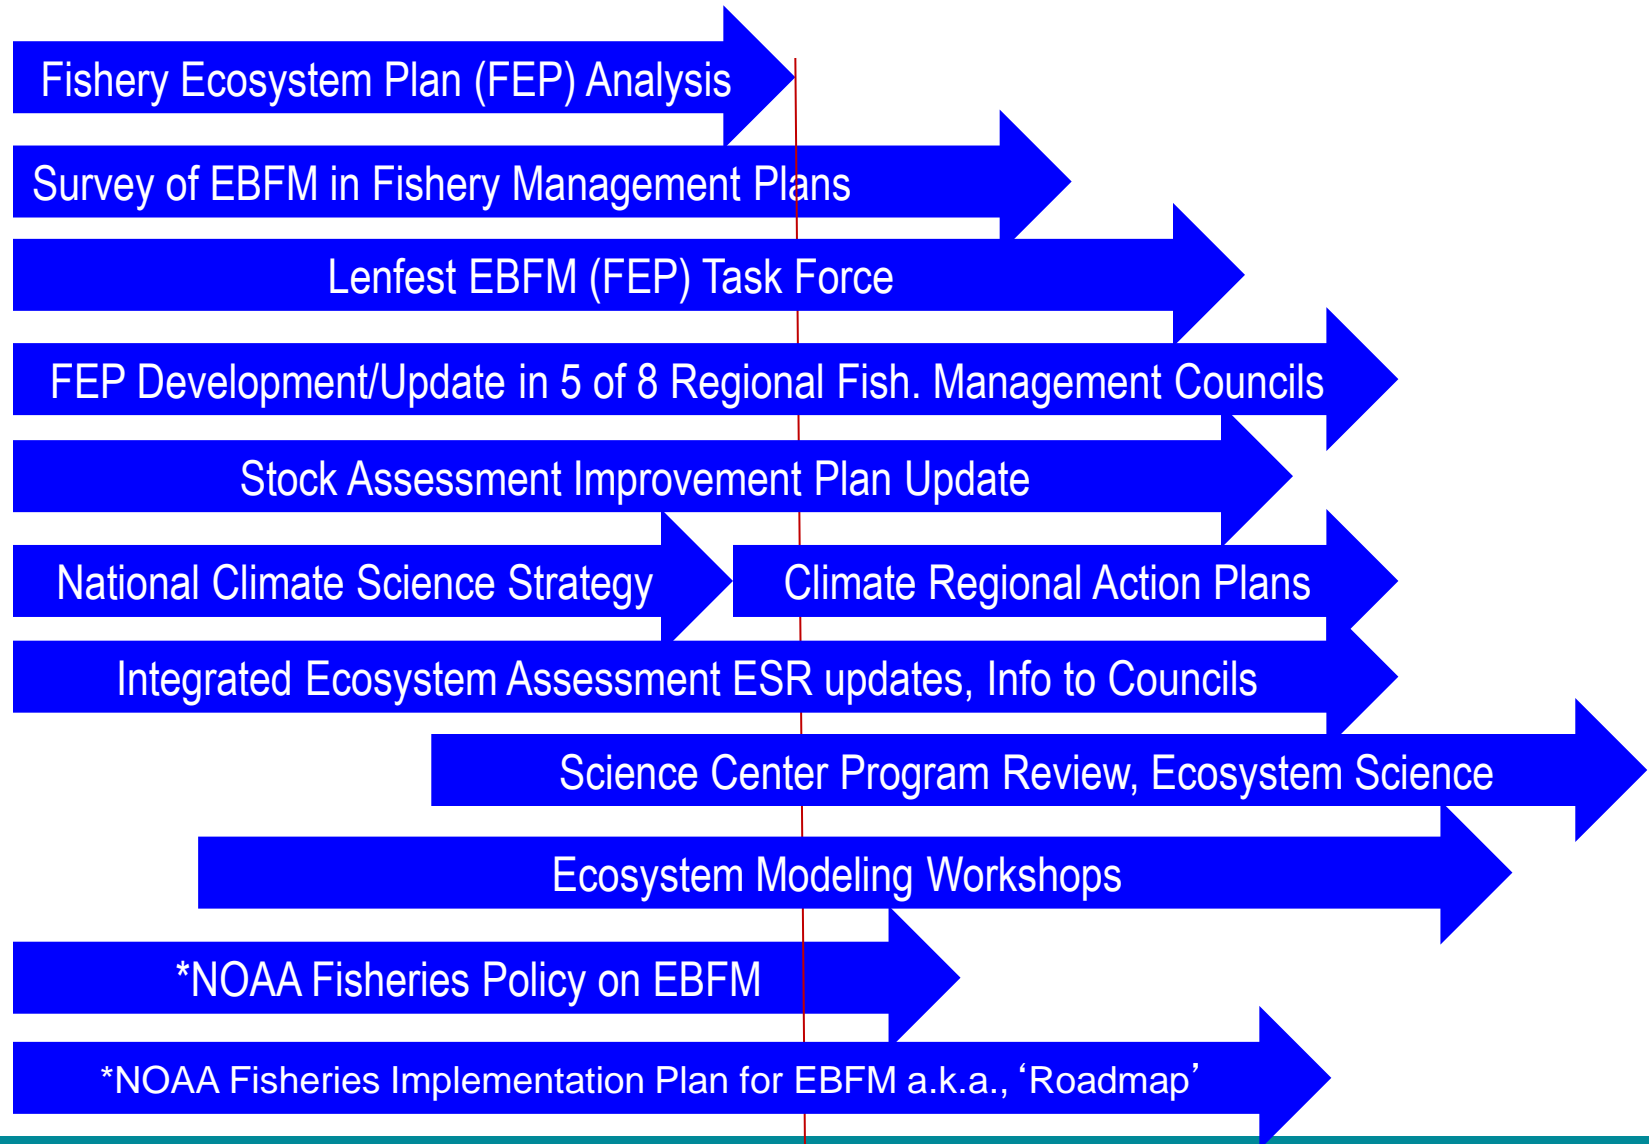 Fishery Ecosystem Plan (FEP) Analysis
Survey of EBFM in Fishery Management Plans
Lenfest EBFM (FEP) Task Force
FEP Development/Update in 5 of 8 Regional Fish. Management Councils
Stock Assessment Improvement Plan Update
National Climate Science Strategy
Climate Regional Action Plans
Integrated Ecosystem Assessment ESR updates, Info to Councils
Science Center Program Review, Ecosystem Science
Ecosystem Modeling Workshops
*NOAA Fisheries Policy on EBFM
*NOAA Fisheries Implementation Plan for EBFM a.k.a., ‘Roadmap’